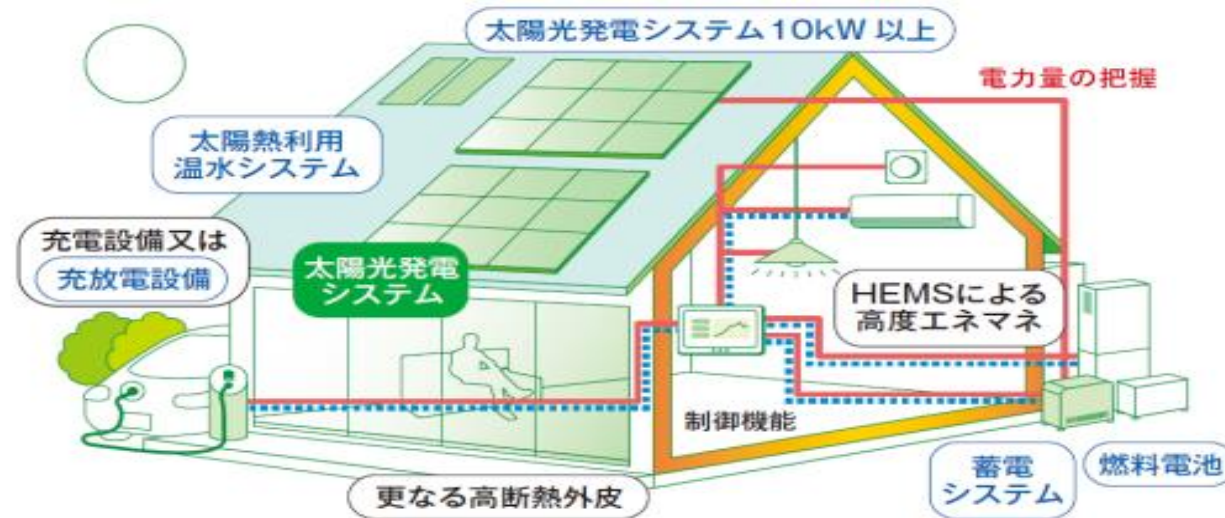 太陽光発電システム10kW 以上
電力量の把握
太陽熱利用
温水システム
充電設備又は
充放電設備
太陽光発電
システム
HEMSによる
高度エネマネ
制御機能
更なる高断熱外皮
蓄電
システム
燃料電池